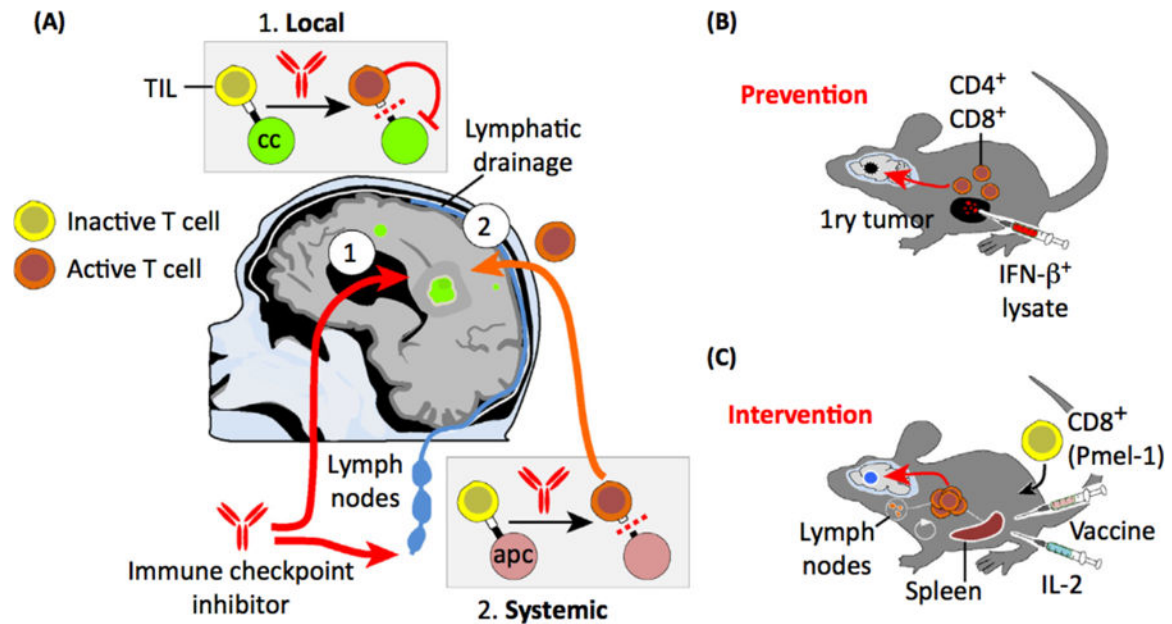 (A)
1. Local
TIL
CC
Lymphatic
drainage
Inactive T cell
Active T cell
1
2
Lymph
nodes
Immune checkpoint
inhibitor
apc
2. Systemic
(B)
Prevention
CD4⁺
CD8⁺
1ry tumor
IFN-β⁺
lysate
(C)
Intervention
CD8⁺
(Pmel-1)
Lymph
nodes
Spleen
Vaccine
IL-2